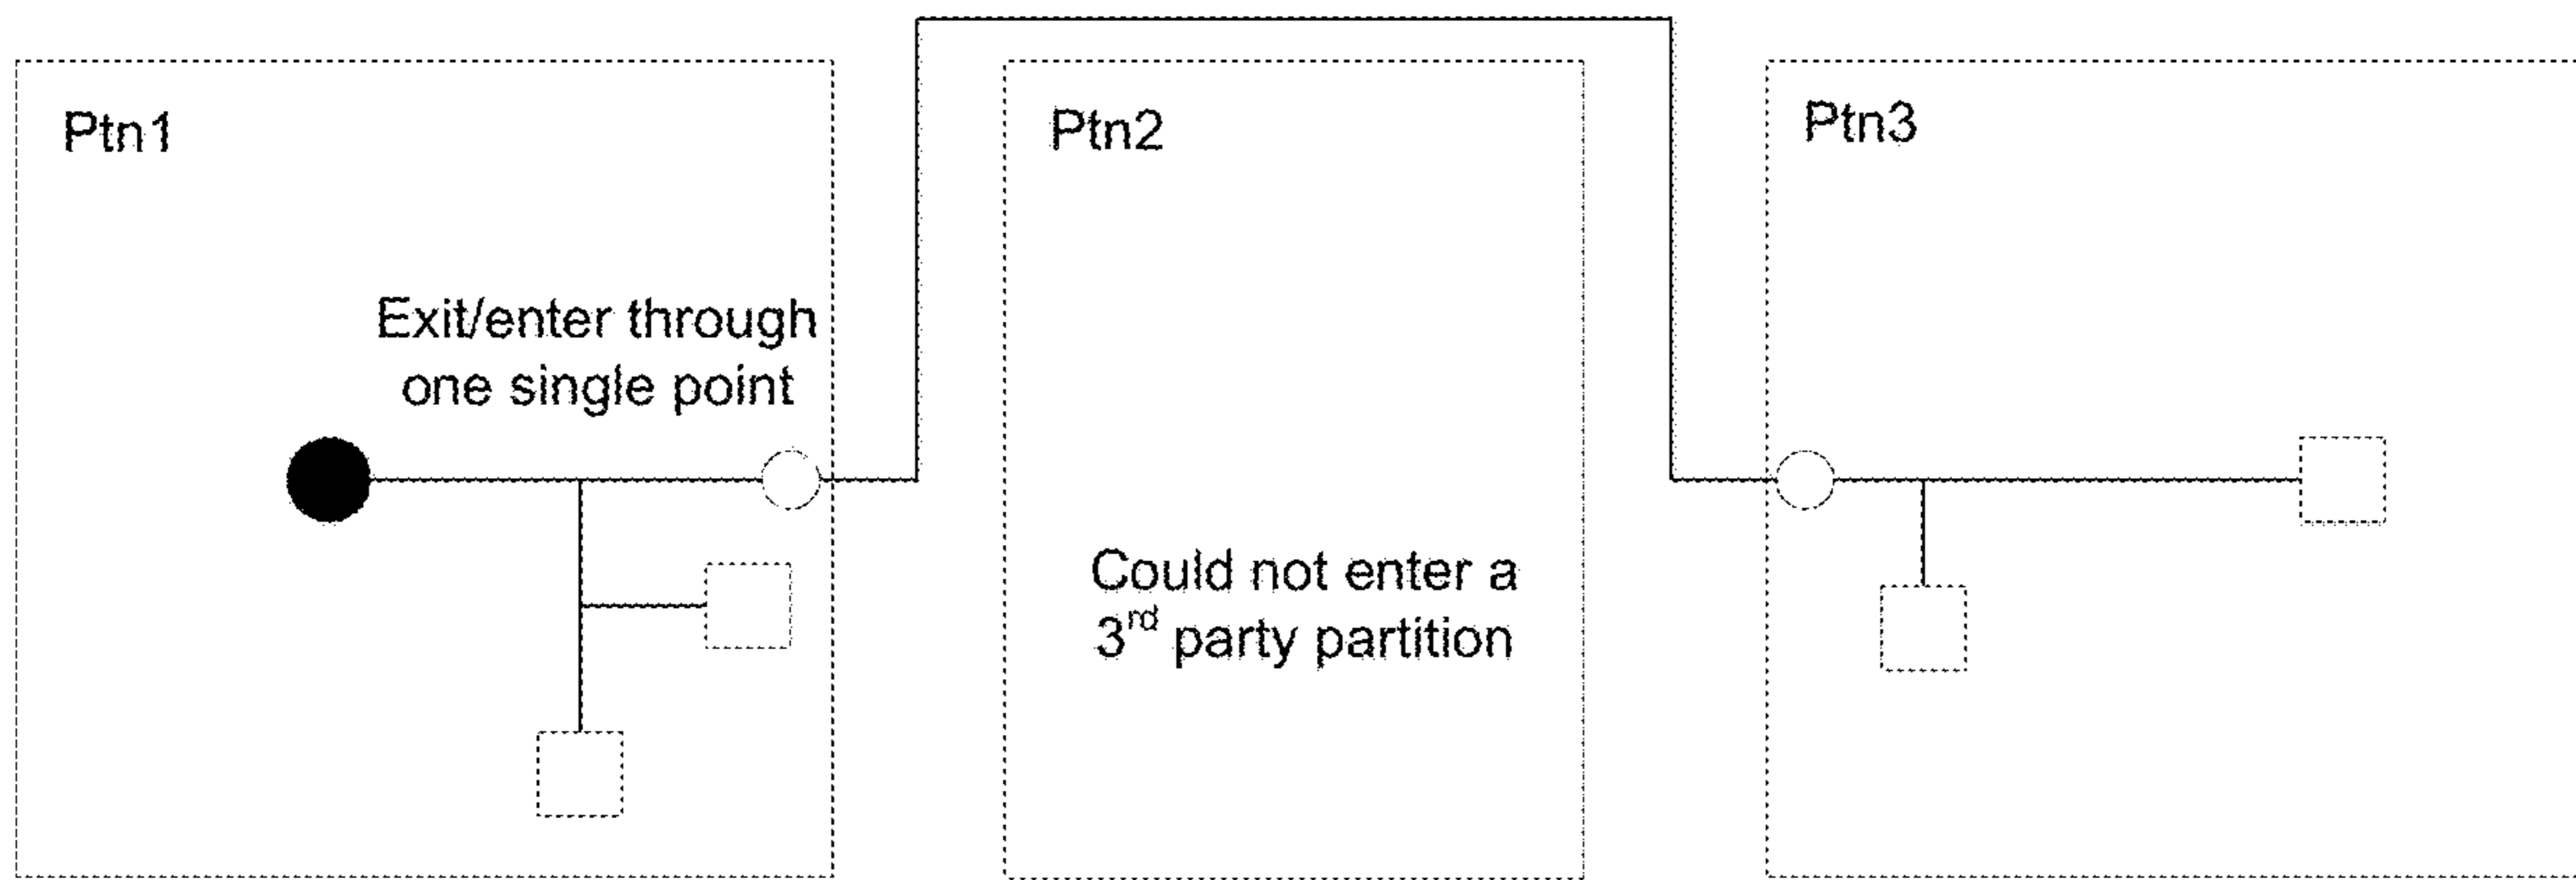 Ptn1
Ptn2
Ptn3
Exit/enter through
one single point
Could not enter a
3rd party partition